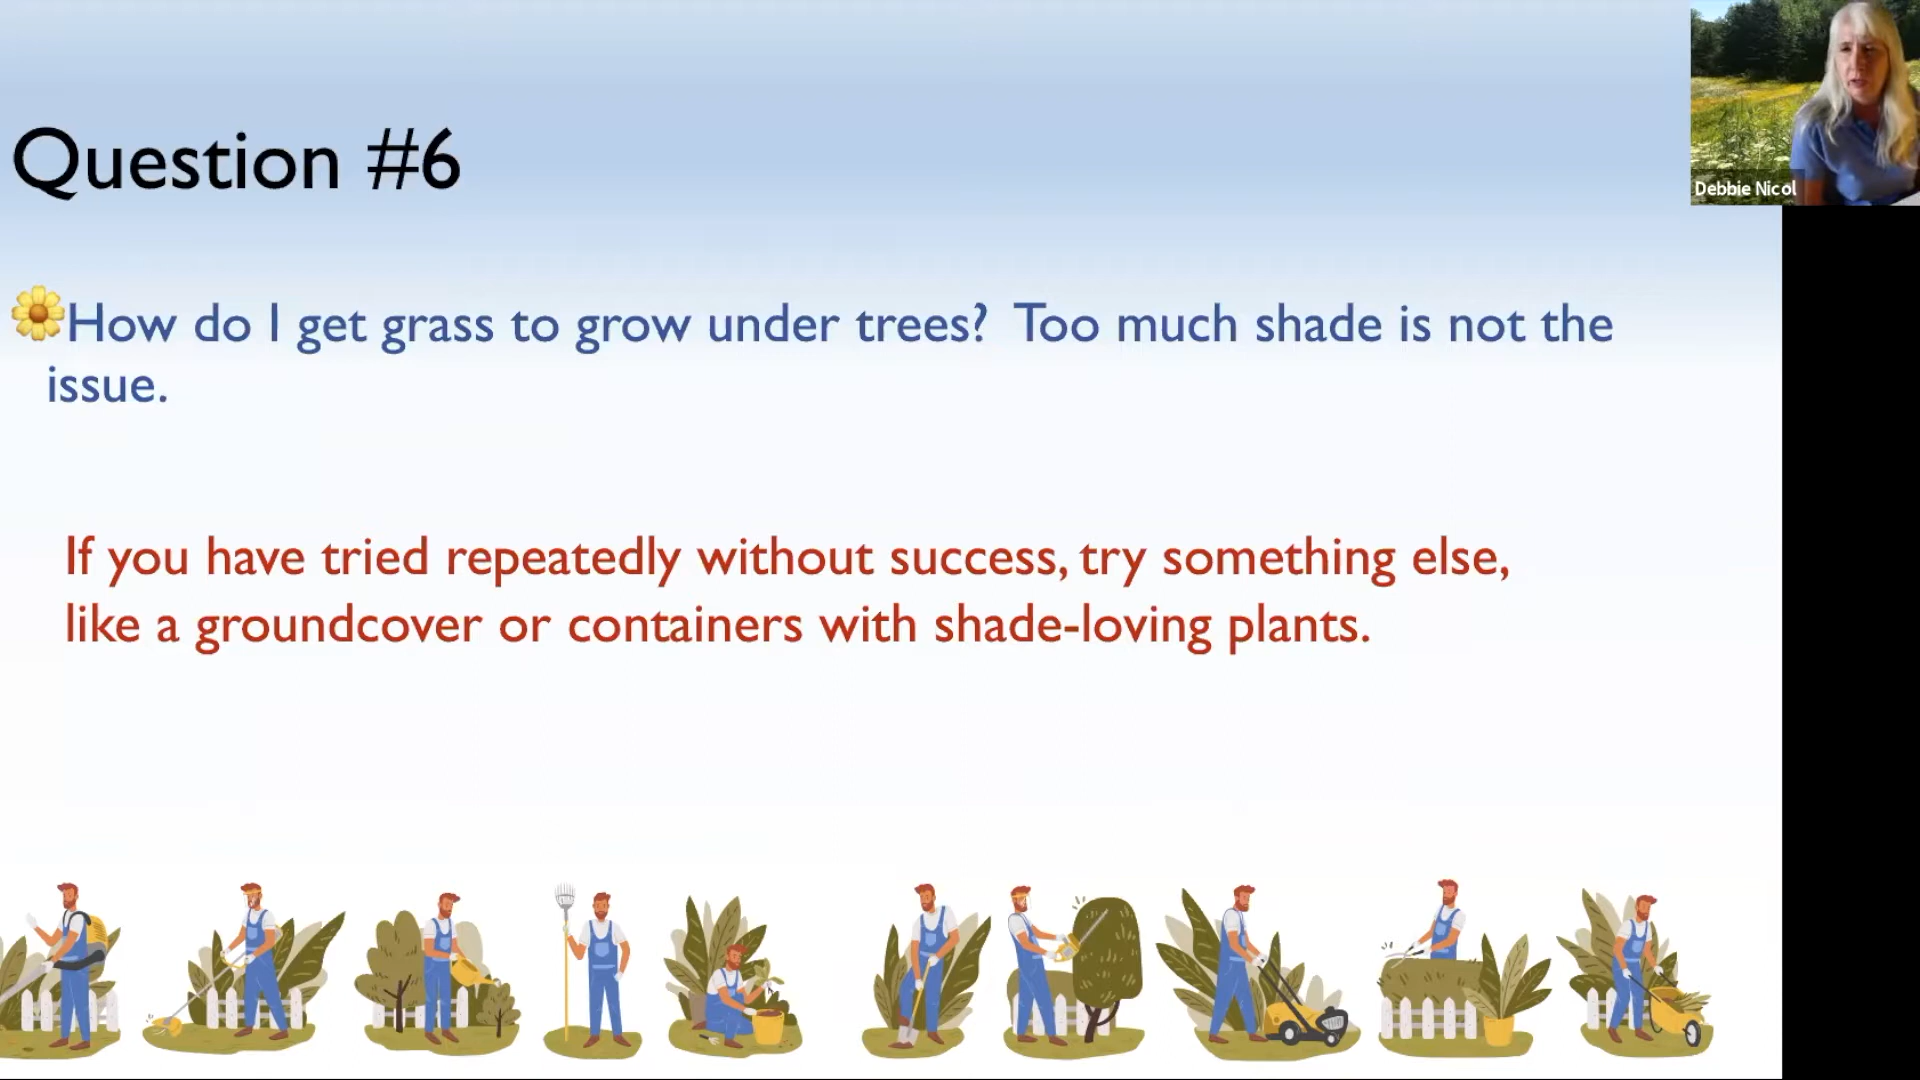 Question #6
Debbie Nicol
How do I get grass to grow under trees? Too much shade is not the
issue.
If you have tried repeatedly without success, try something else,
like a groundcover or containers with shade-loving plants.